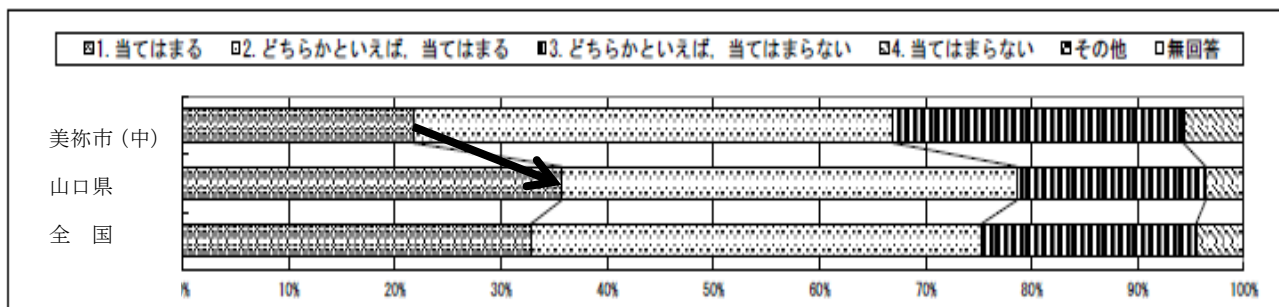 1. 当てはまる 2. どちらかといえば，当てはまる 3. どちらかといえば，当てはまらない 4. 当てはまらない その他 無回答
美祢市（中）
山口県
全　国
% 10% 20% 30% 40% 50% 60% 70% 80% 90% 100%